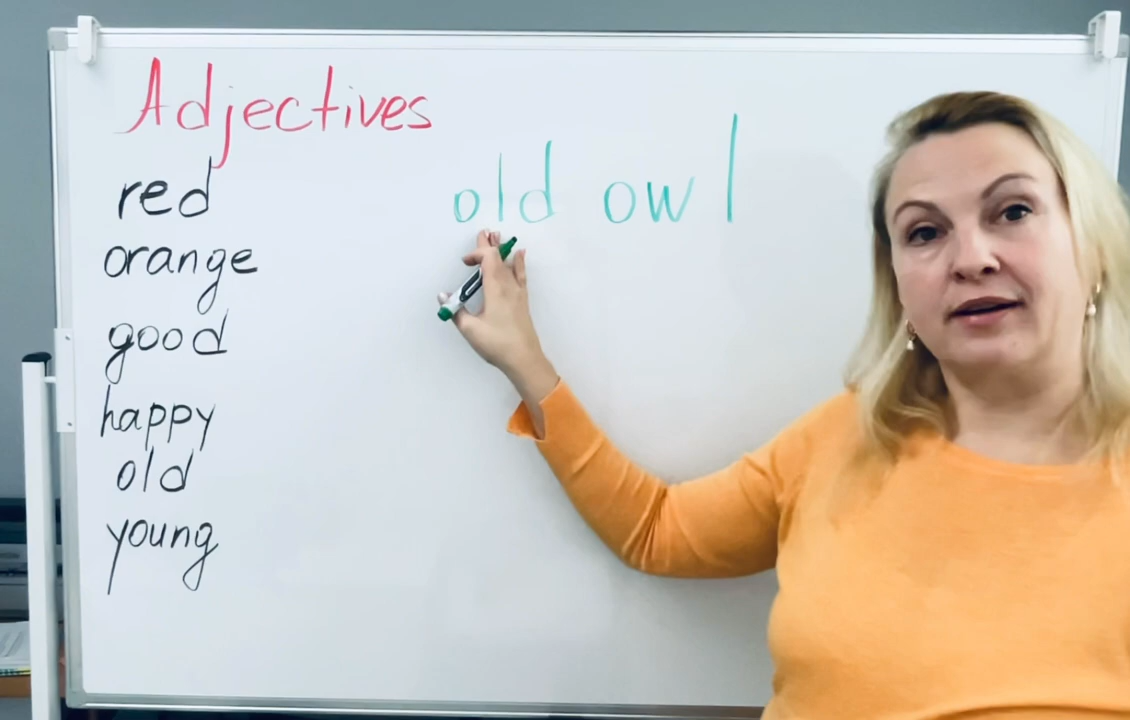 Adjectives
red
orange
good
happy
old
young
old owl